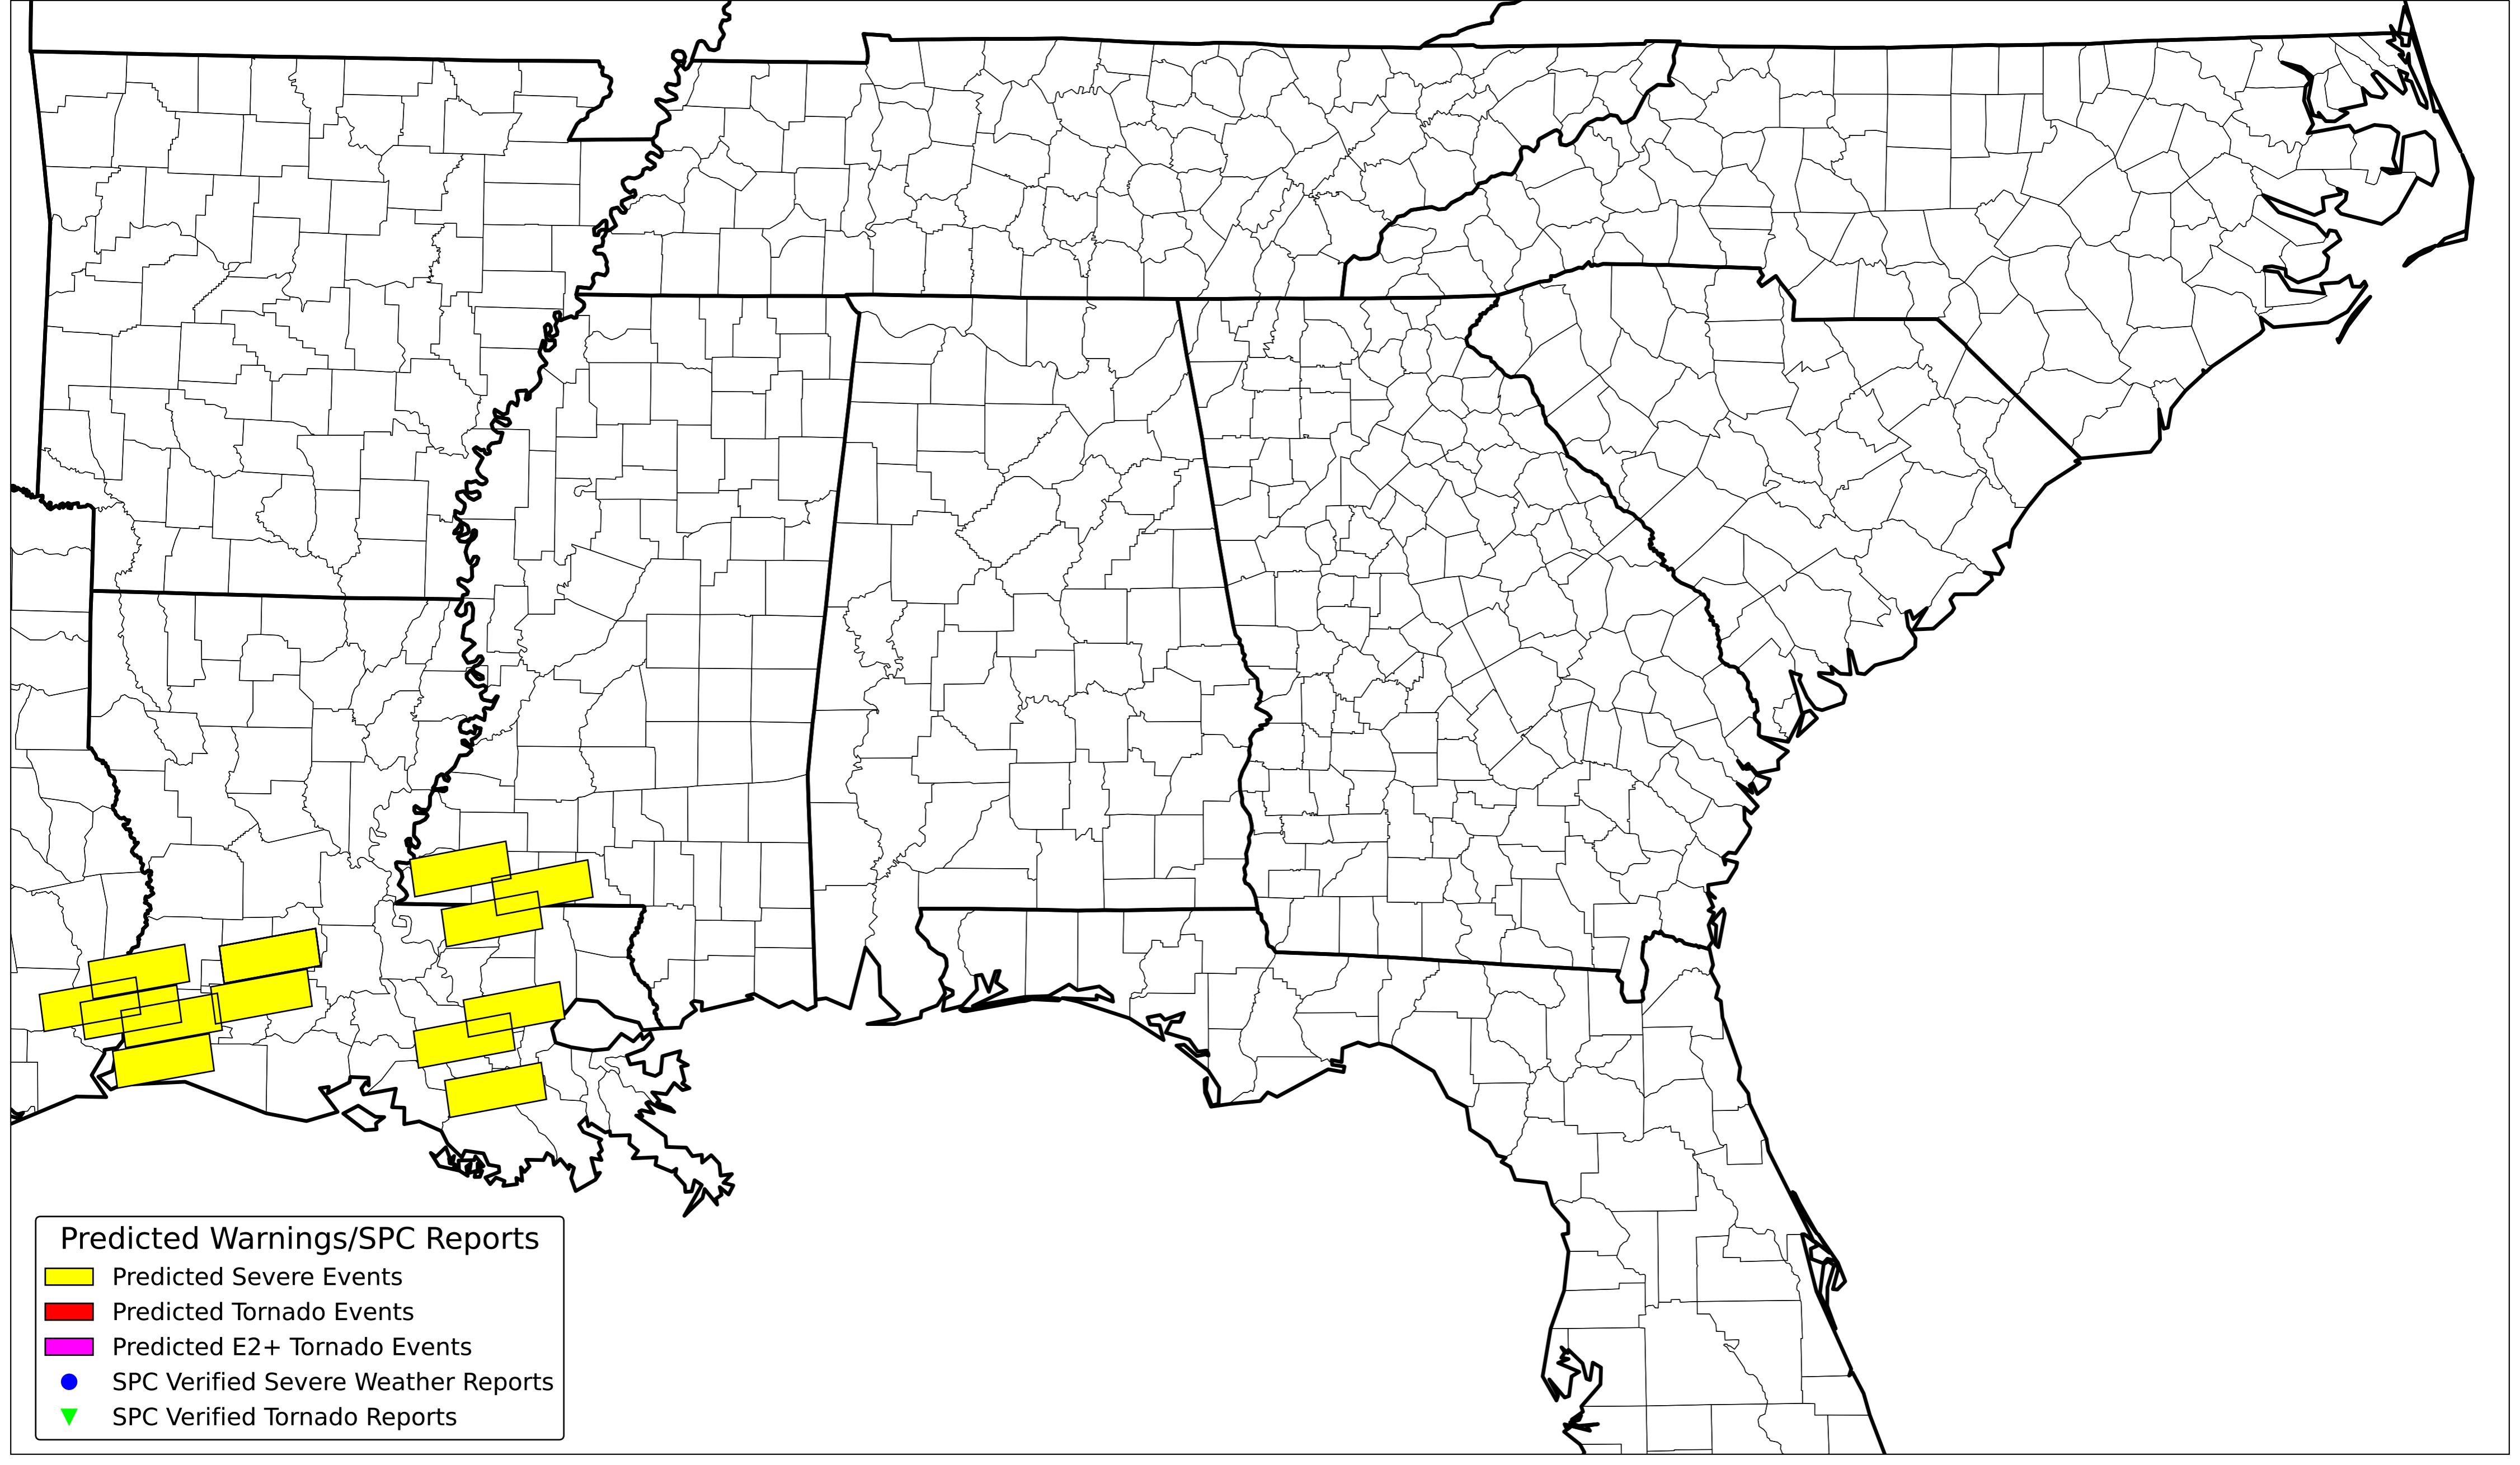 Predicted Warnings/SPC Reports
Predicted Severe Events
Predicted Tornado Events
Predicted E2+ Tornado Events
SPC Verified Severe Weather Reports
SPC Verified Tornado Reports